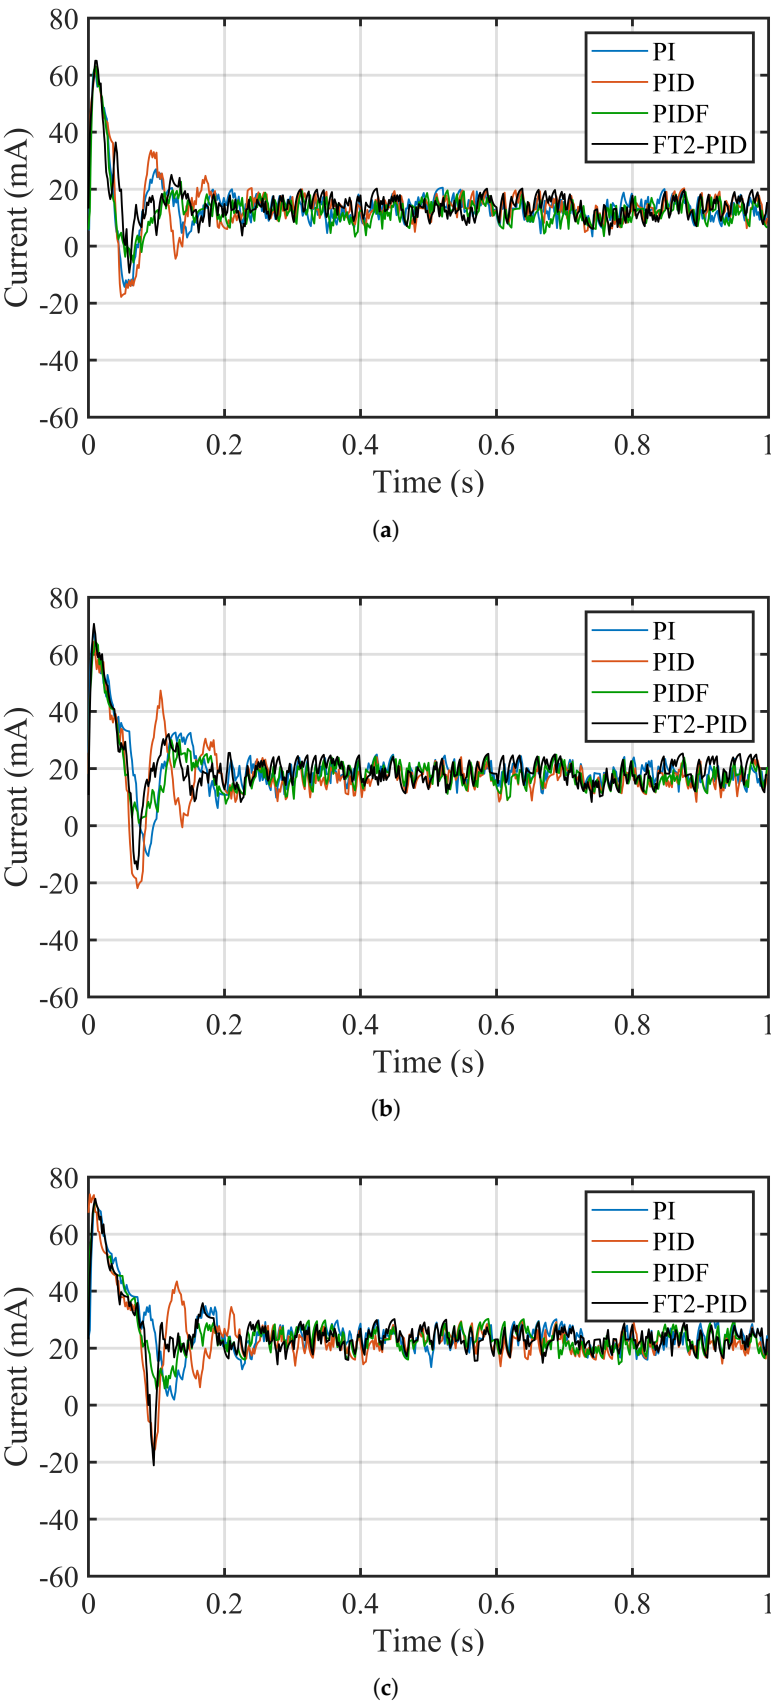 80
60
40
20
0
-20
-40
-60
Current (mA)
PI
PID
PIDF
FT2-PID
0 0.2 0.4 0.6 0.8 1
Time (s)
(a)
80
60
40
20
0
-20
-40
-60
Current (mA)
PI
PID
PIDF
FT2-PID
0 0.2 0.4 0.6 0.8 1
Time (s)
(b)
80
60
40
20
0
-20
-40
-60
Current (mA)
PI
PID
PIDF
FT2-PID
0 0.2 0.4 0.6 0.8 1
Time (s)
(c)